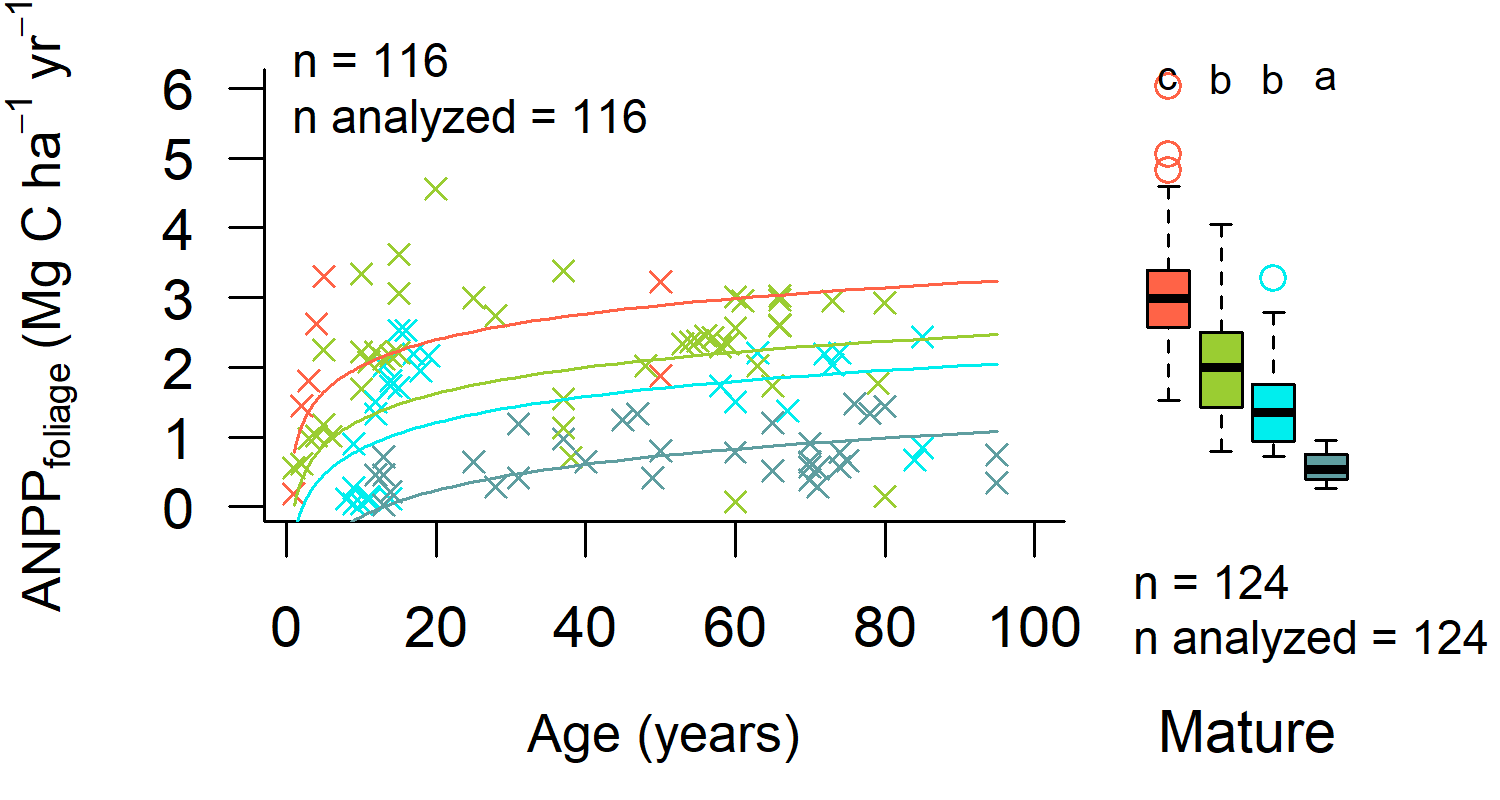 n = 116
n analyzed = 116
ANPPfoliage (Mg C ha−1 yr−1
6
5
4
3
2
1
0
0 20 40 60 80 100
Age (years)
c b b a
n = 124
n analyzed = 124
Mature